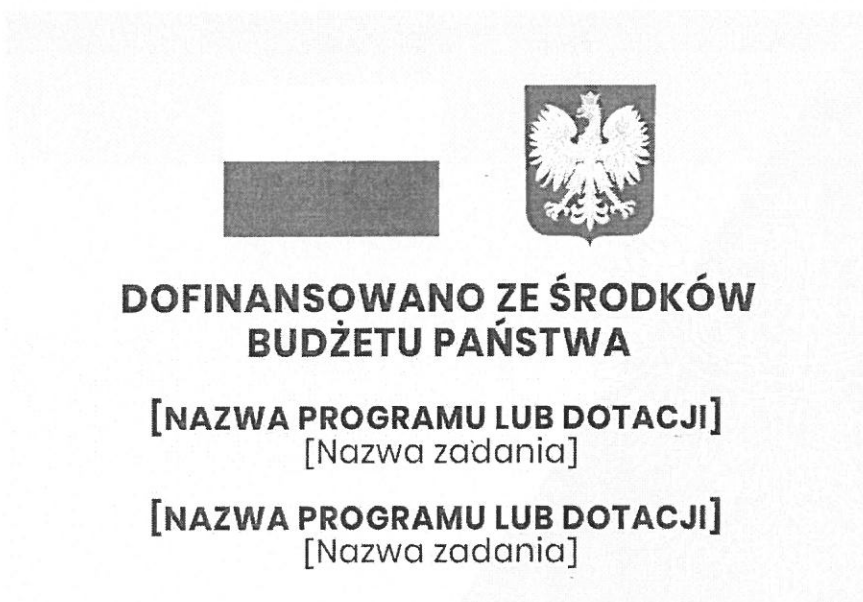 DOFINANSOWANO ZE ŚRODKÓW
BUDŻETU PAŃSTWA
[NAZWA PROGRAMU LUB DOTACJI]
[Nazwa zadania]
[NAZWA PROGRAMU LUB DOTACJI]
[Nazwa zadania]